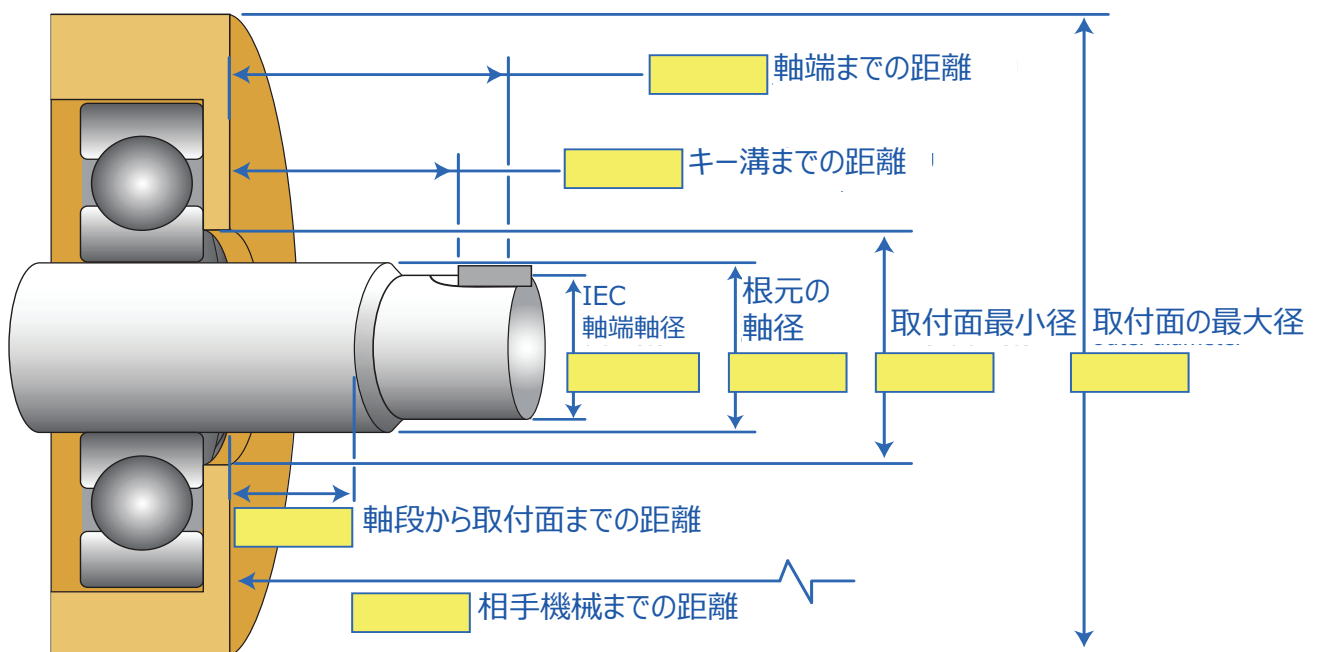 軸端までの距離
キー溝までの距離
IEC
軸端軸径
根元の
軸径
取付面最小径
取付面の最大径
軸段から取付面までの距離
相手機械までの距離